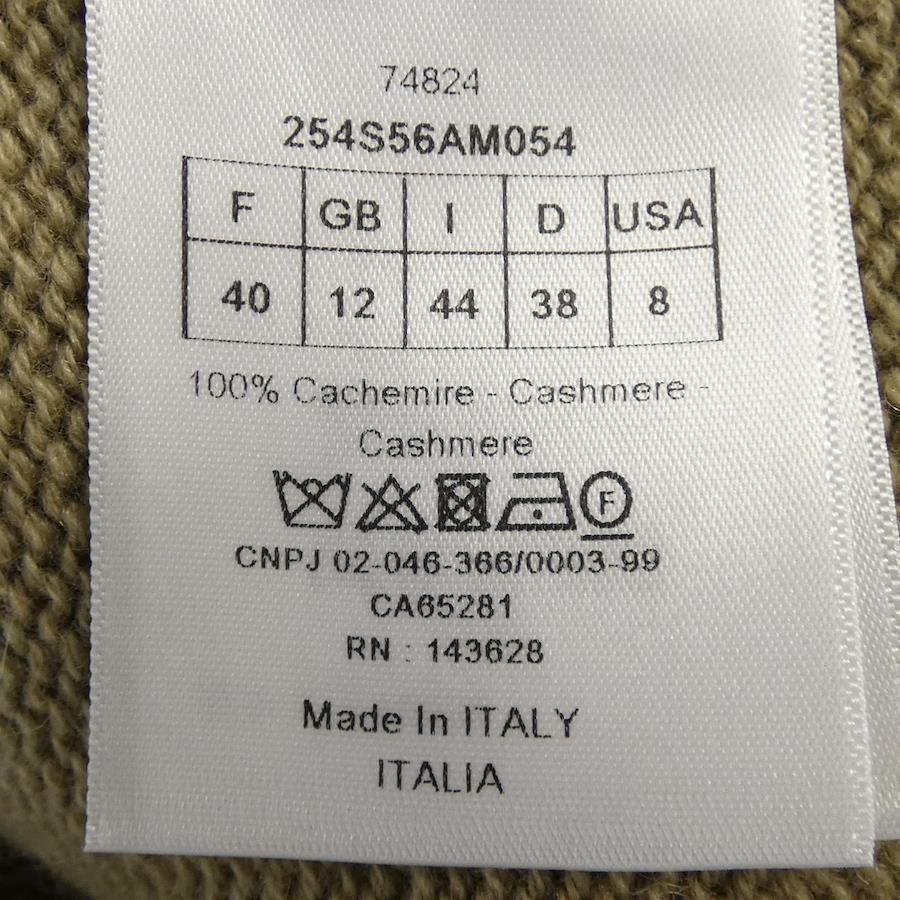 74824
254S56AM054
F GB I D USA
40 12 44 38 8
100% Cachemire - Cashmere -
Cashmere
F
CNPJ 02-046-366/0003-99
CA65281
RN : 143628
Made In ITALY
ITALIA